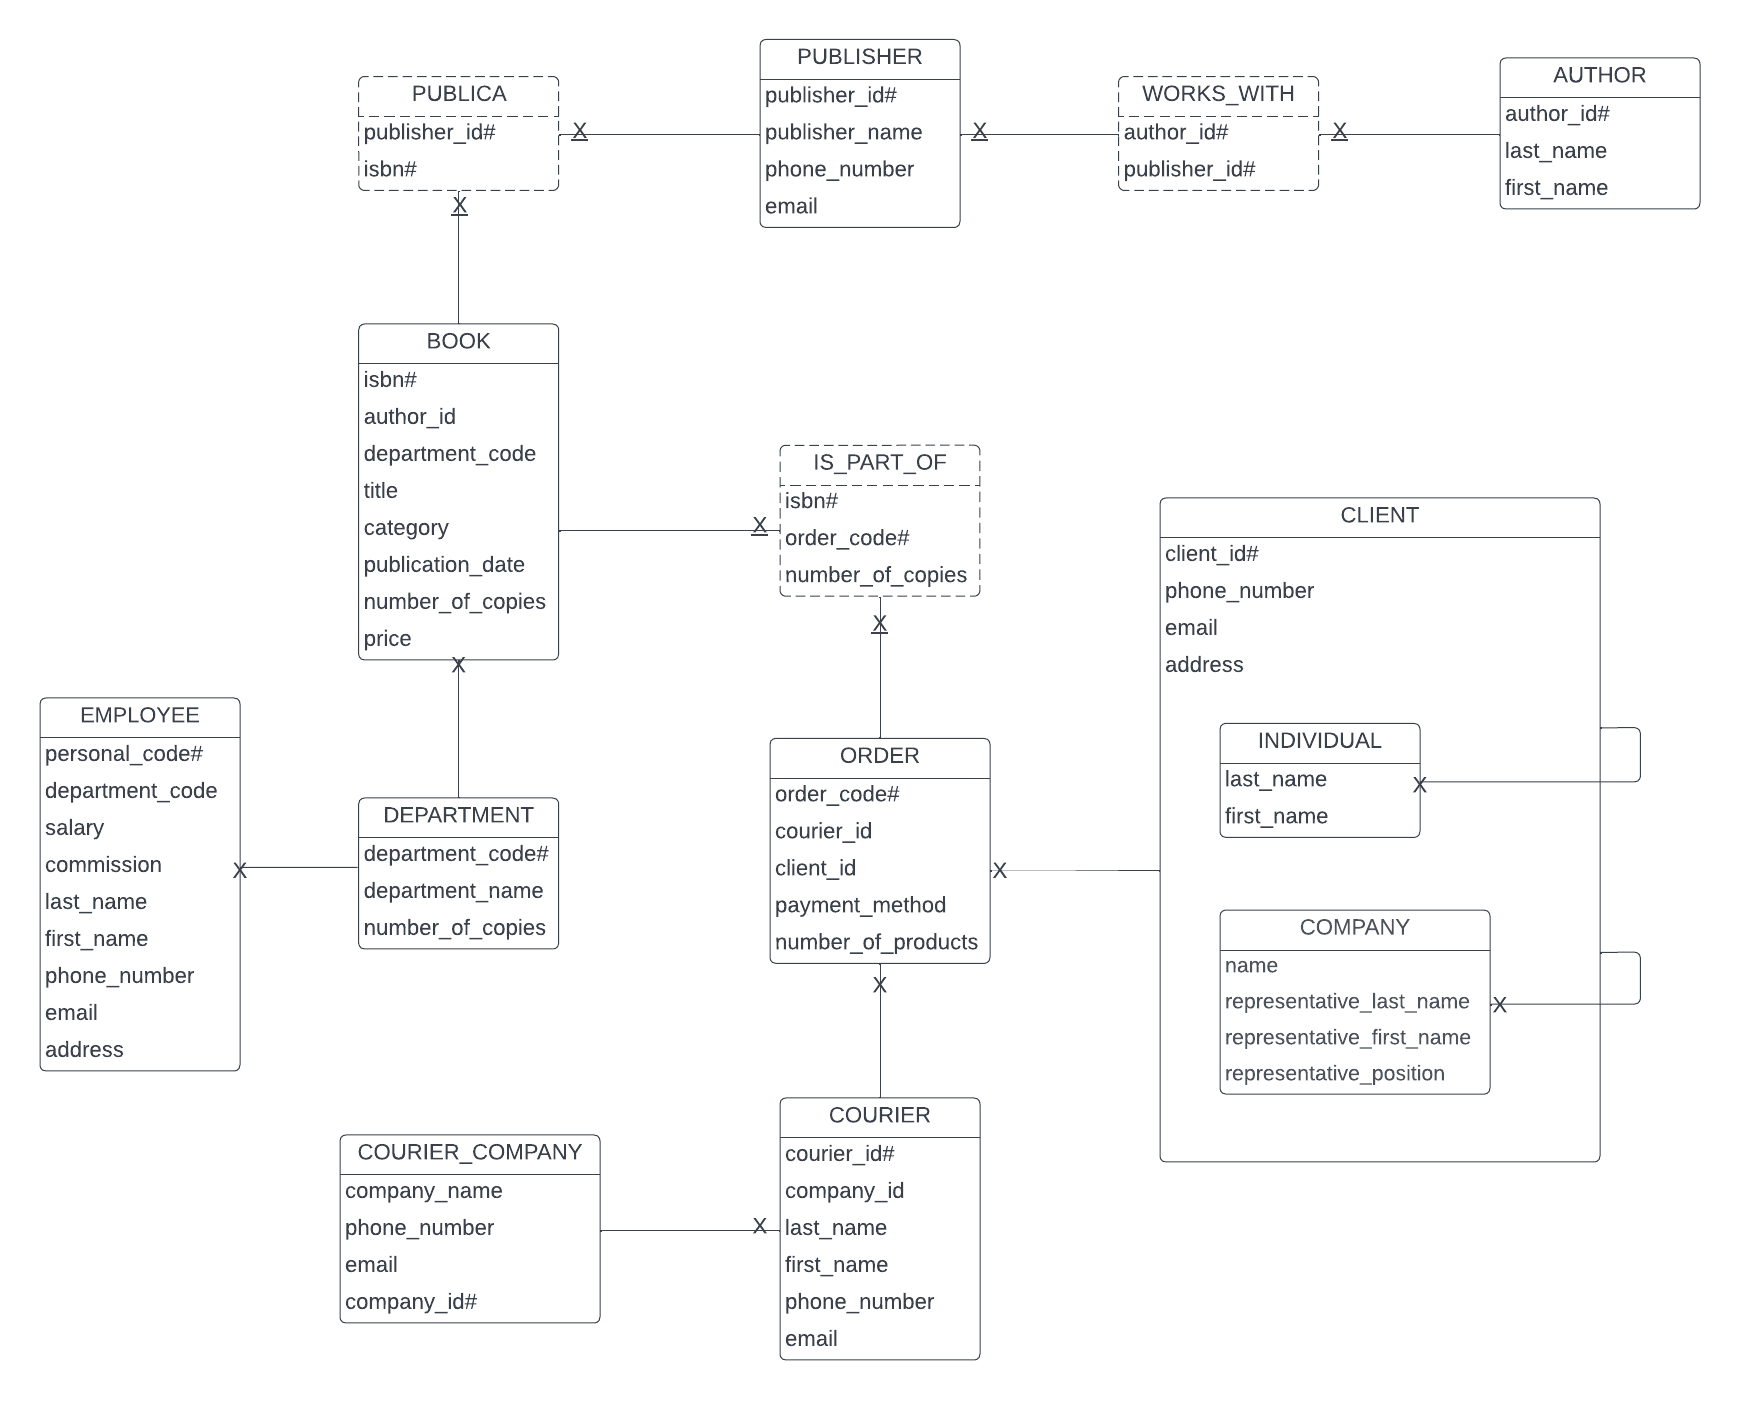 PUBLICA
publisher_id#
isbn#
X
X
PUBLISHER
publisher_id#
publisher_name
phone_number
email
X
WORKS_WITH
author_id#
publisher_id#
X
AUTHOR
author_id#
last_name
first_name
BOOK
isbn#
author_id
department_code
title
category
publication_date
number_of_copies
price
X
X
IS_PART_OF
isbn#
order_code#
number_of_copies
X
CLIENT
client_id#
phone_number
email
address
INDIVIDUAL
last_name
first_name
X
COMPANY
name
representative_last_name
representative_first_name
representative_position
X
EMPLOYEE
personal_code#
department_code
salary
commission
last_name
first_name
phone_number
email
address
X
DEPARTMENT
department_code#
department_name
number_of_copies
ORDER
order_code#
courier_id
client_id
payment_method
number_of_products
X
X
COURIER_COMPANY
company_name
phone_number
email
company_id#
X
COURIER
courier_id#
company_id
last_name
first_name
phone_number
email